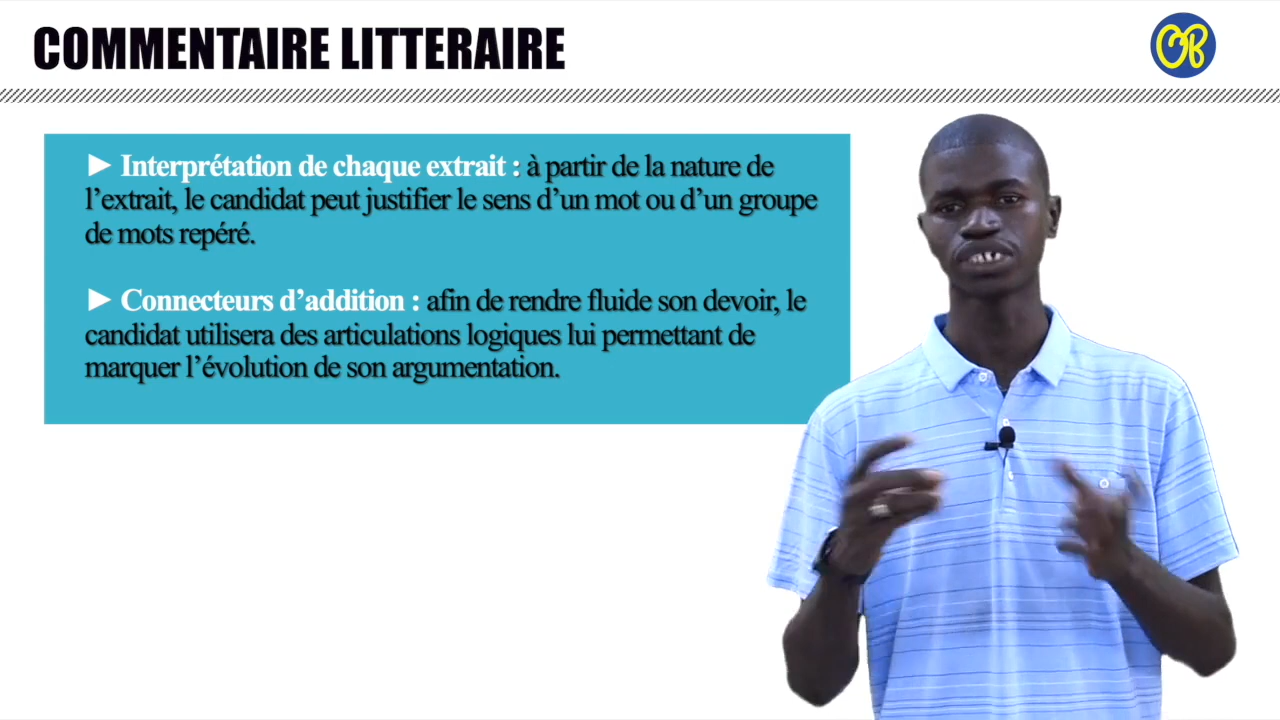 COMMENTAIRE LITTERAIRE
► Interprétation de chaque extrait : à partir de la nature de
l’extrait, le candidat peut justifier le sens d’un mot ou d’un groupe
de mots repéré.
► Connecteurs d’addition : afin de rendre fluide son devoir, le
candidat utilisera des articulations logiques lui permettant de
marquer l’évolution de son argumentation.